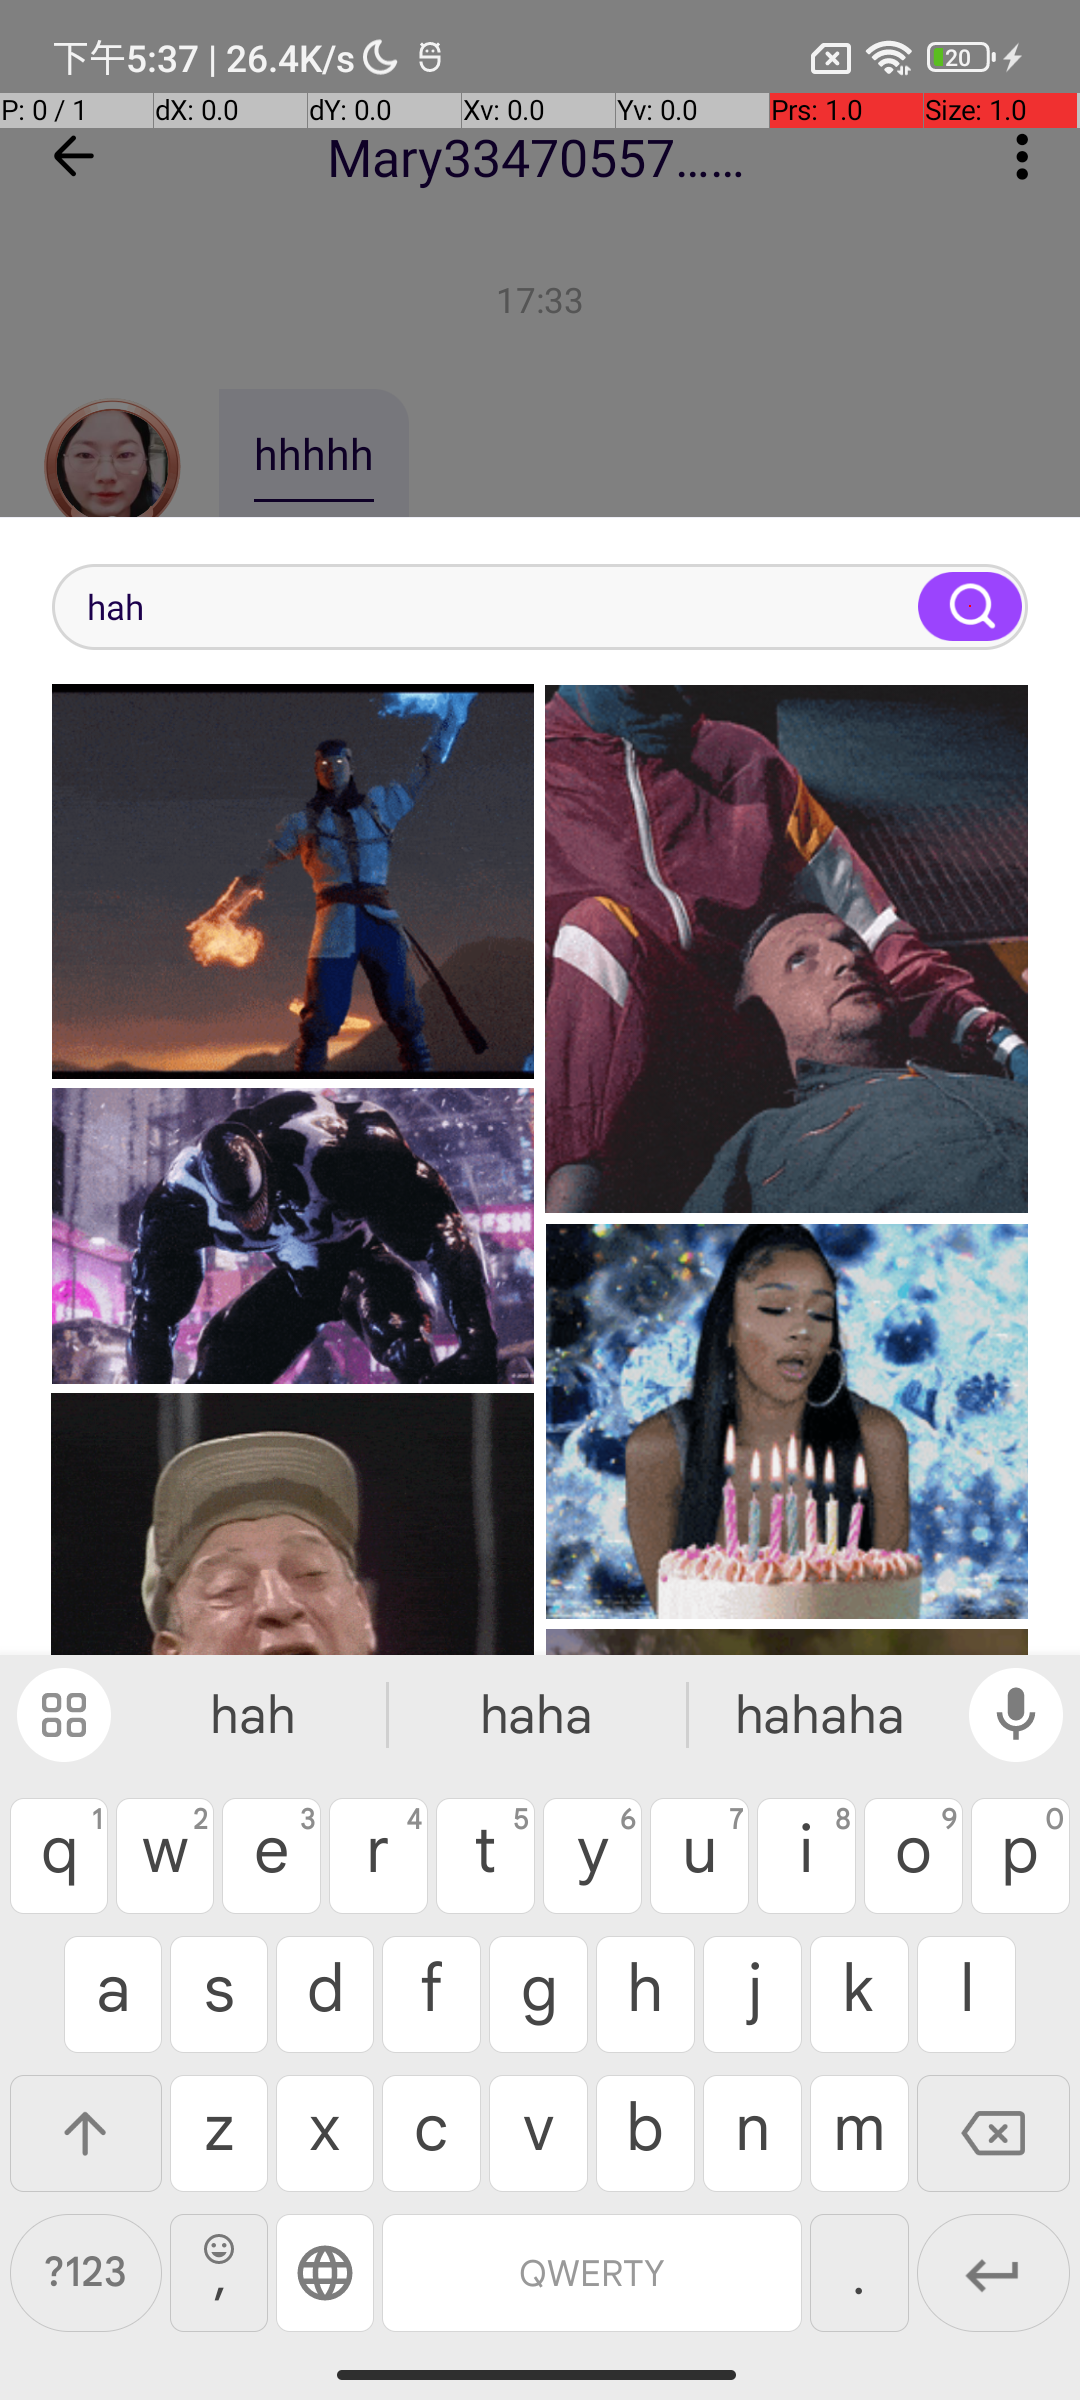 下午5:37 | 26.4K/s 20
P: 0 / 1 dX: 0.0 dY: 0.0 Xv: 0.0 Yv: 0.0 Prs: 1.0 Size: 1.0
Mary33470557......
17:33
hhhhh
hah
FSH
hah haha hahaha
1 2 3 4 5 6 7 8 9 0
q w e r t y u i o p
a s d f g h j k l
z x c v b n m
?123 , QWERTY .